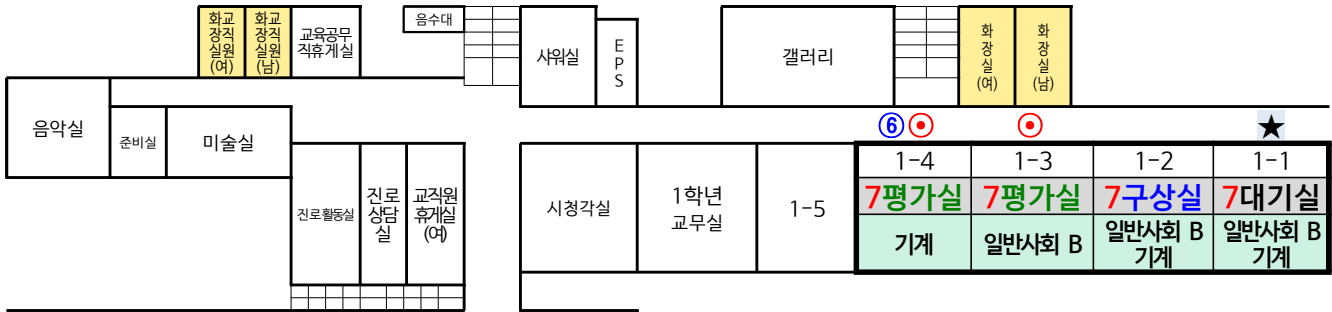 화교
장직
실원
(여)
화교
장직
실원
(남)
교육공무
직휴게실
음수대
샤워실
E
P
S
갤러리
화
장
실
(여)
화
장
실
(남)
음악실
준비실
미술실
⑥
★
진로활동실
진로
상담
실
교직원
휴게실
(여)
시청각실
1학년
교무실
1-5
1-4
1-3
1-2
1-1
7평가실
7평가실
7구상실
7대기실
기계
일반사회 B
일반사회 B
기계
일반사회 B
기계